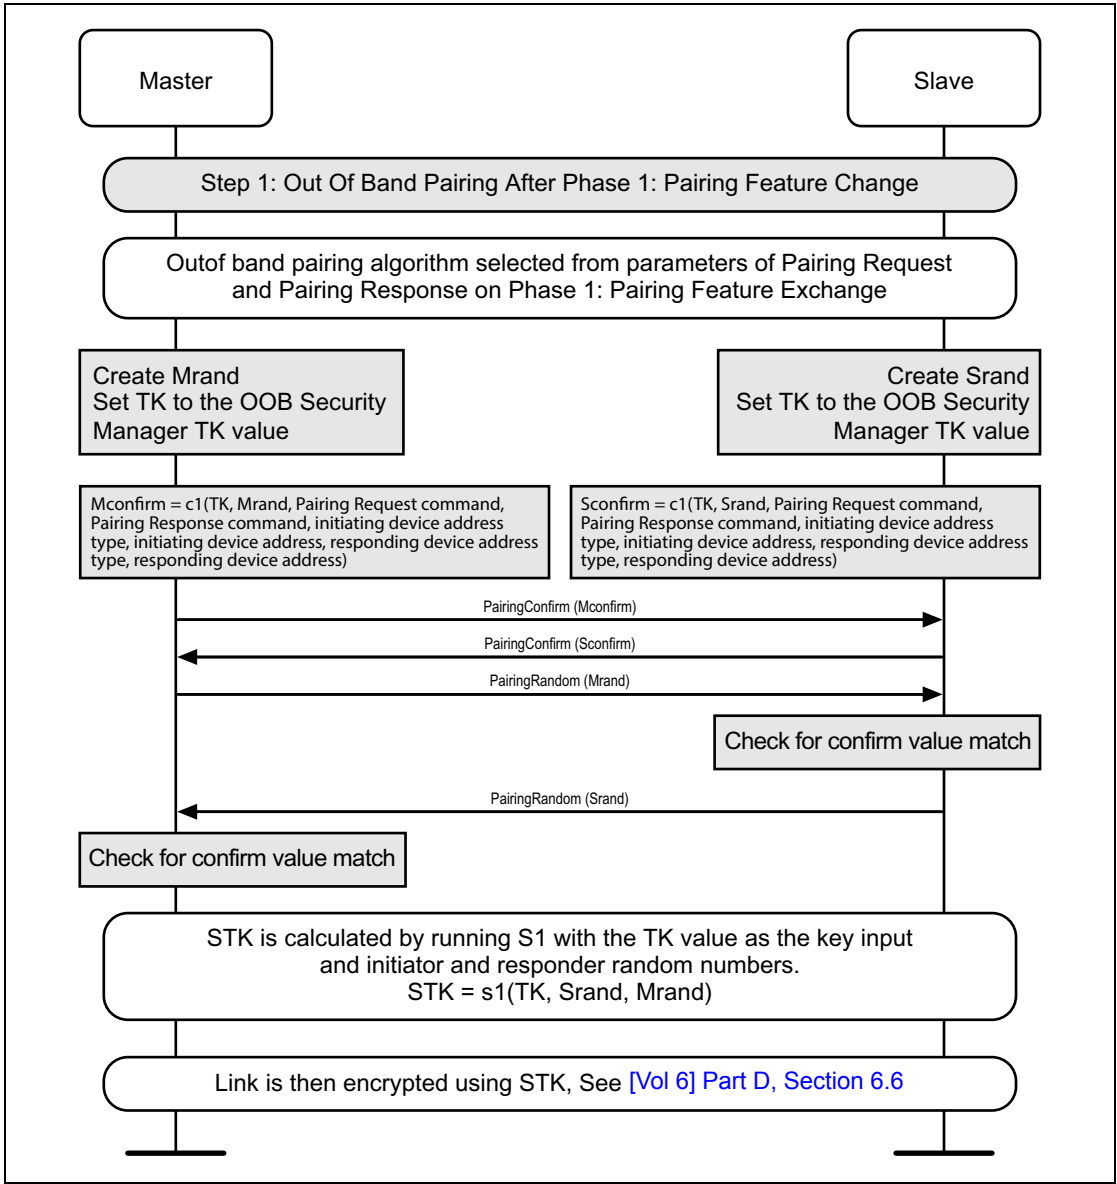 Master
Slave
Step 1: Out Of Band Pairing After Phase 1: Pairing Feature Change
Outof band pairing algorithm selected from parameters of Pairing Request
and Pairing Response on Phase 1: Pairing Feature Exchange
Create Mrand
Set TK to the OOB Security
Manager TK value
Create Srand
Set TK to the OOB Security
Manager TK value
Mconfirm = c1(TK, Mrand, Pairing Request command,
Pairing Response command, initiating device address
type, initiating device address, responding device address
type, responding device address)
Sconfirm = c1(TK, Srand, Pairing Request command,
Pairing Response command, initiating device address
type, initiating device address, responding device address
type, responding device address)
PairingConfirm (Mconfirm)
PairingConfirm (Sconfirm)
PairingRandom (Mrand)
Check for confirm value match
PairingRandom (Srand)
Check for confirm value match
STK is calculated by running S1 with the TK value as the key input
and initiator and responder random numbers.
STK = s1(TK, Srand, Mrand)
Link is then encrypted using STK, See [Vol 6] Part D, Section 6.6